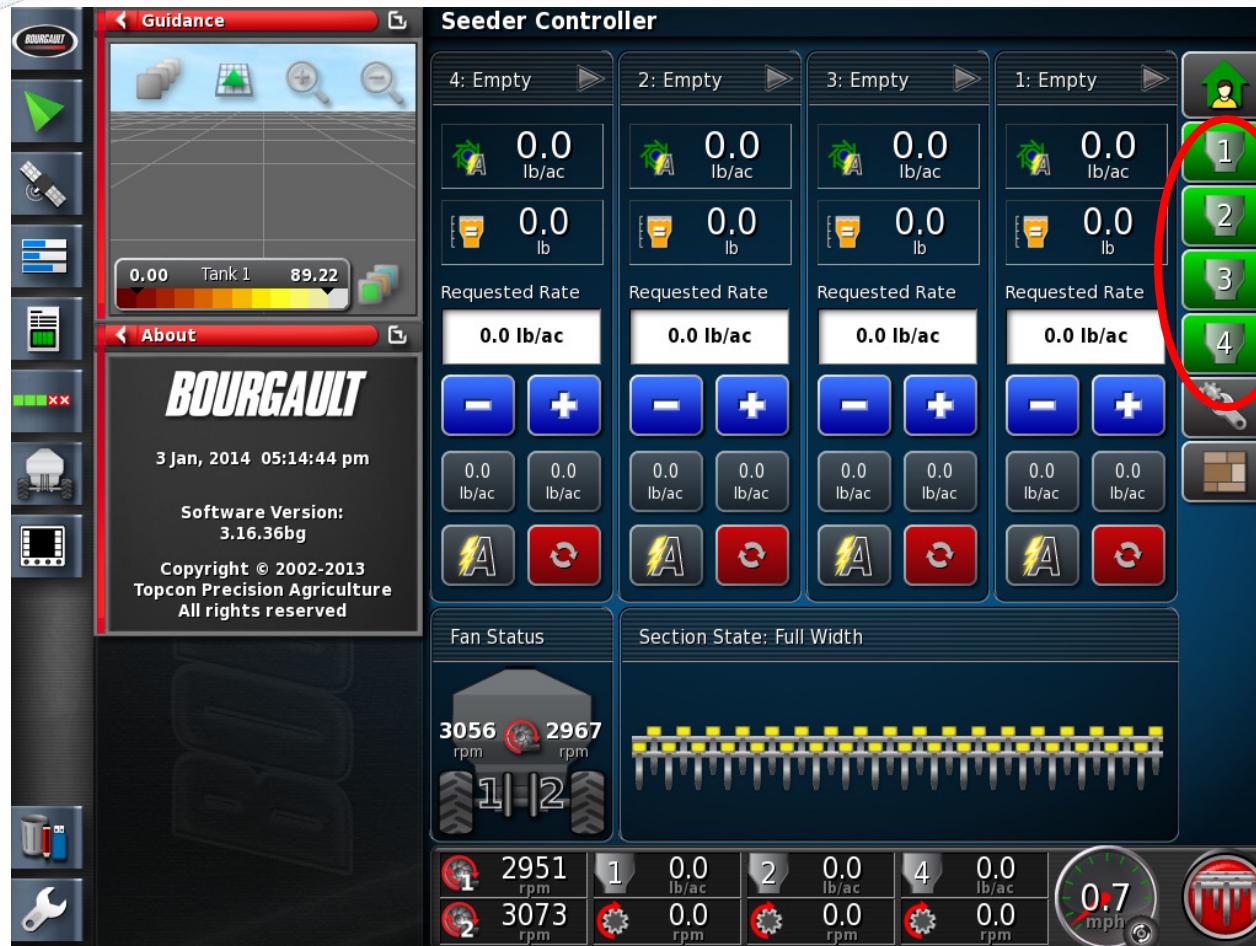 BOURGAULT
Guidance
0.00 Tank 1 89.22
About
BOURGAULT
3 Jan, 2014 05:14:44 pm
Software Version:
3.16.36bg
Copyright © 2002-2013
Topcon Precision Agriculture
All rights reserved
Seeder Controller
4: Empty
0.0
lb/ac
0.0
lb
Requested Rate
0.0 lb/ac
0.0 0.0
lb/ac lb/ac
A
2: Empty
0.0
lb/ac
0.0
lb
Requested Rate
0.0 lb/ac
0.0 0.0
lb/ac lb/ac
A
3: Empty
0.0
lb/ac
0.0
lb
Requested Rate
0.0 lb/ac
0.0 0.0
lb/ac lb/ac
A
1: Empty
0.0
lb/ac
0.0
lb
Requested Rate
0.0 lb/ac
0.0 0.0
lb/ac lb/ac
A
1
2
3
4
Fan Status
3056 2967
rpm rpm
1 2
Section State: Full Width
1 2951 1 0.0 2 0.0 4 0.0
rpm lb/ac lb/ac lb/ac
2 3073 0.0 0.0 0.0
rpm rpm rpm rpm
0.7
mph